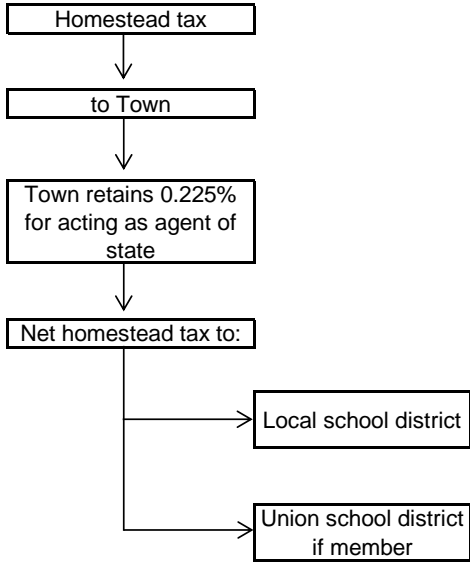 Homestead tax
to Town
Town retains 0.225%
for acting as agent of
state
Net homestead tax to:
Local school district
Union school district
if member